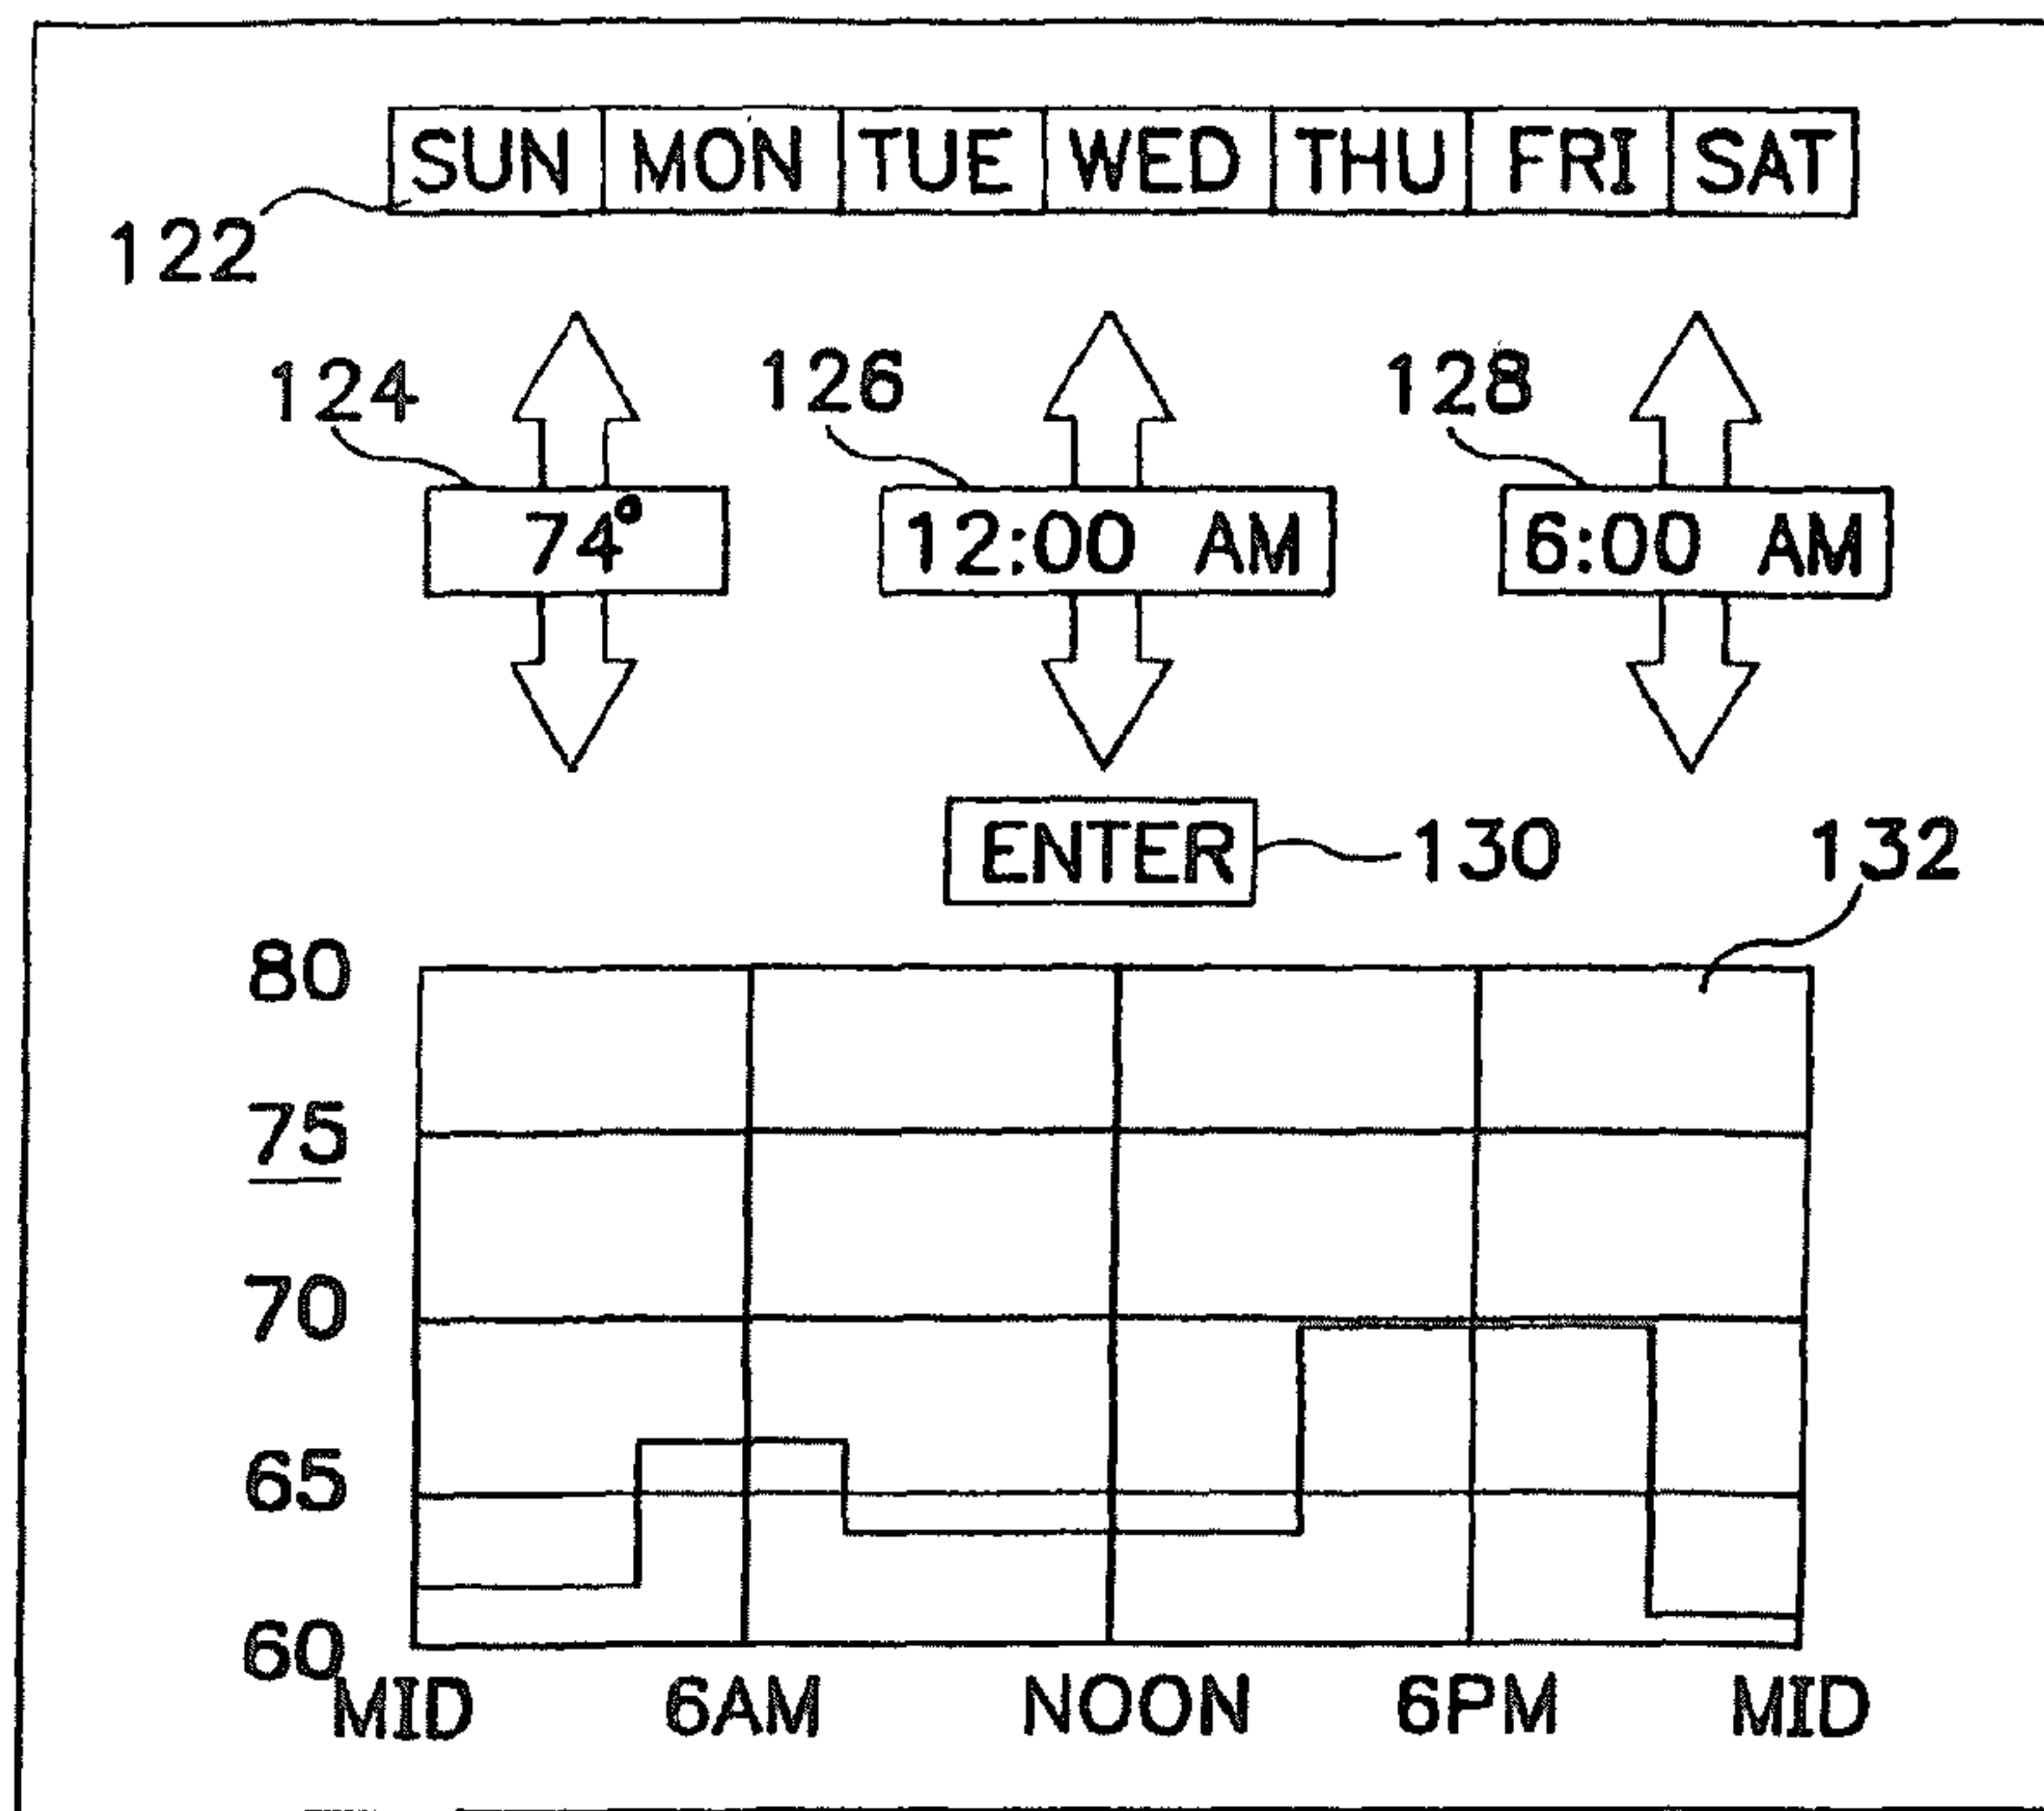 SUN MON TUE WED THU FRI SAT
122
124 126 128
74° 12:00 AM 6:00 AM
ENTER 130 132
80
75
70
65
60
MID 6AM NOON 6PM MID